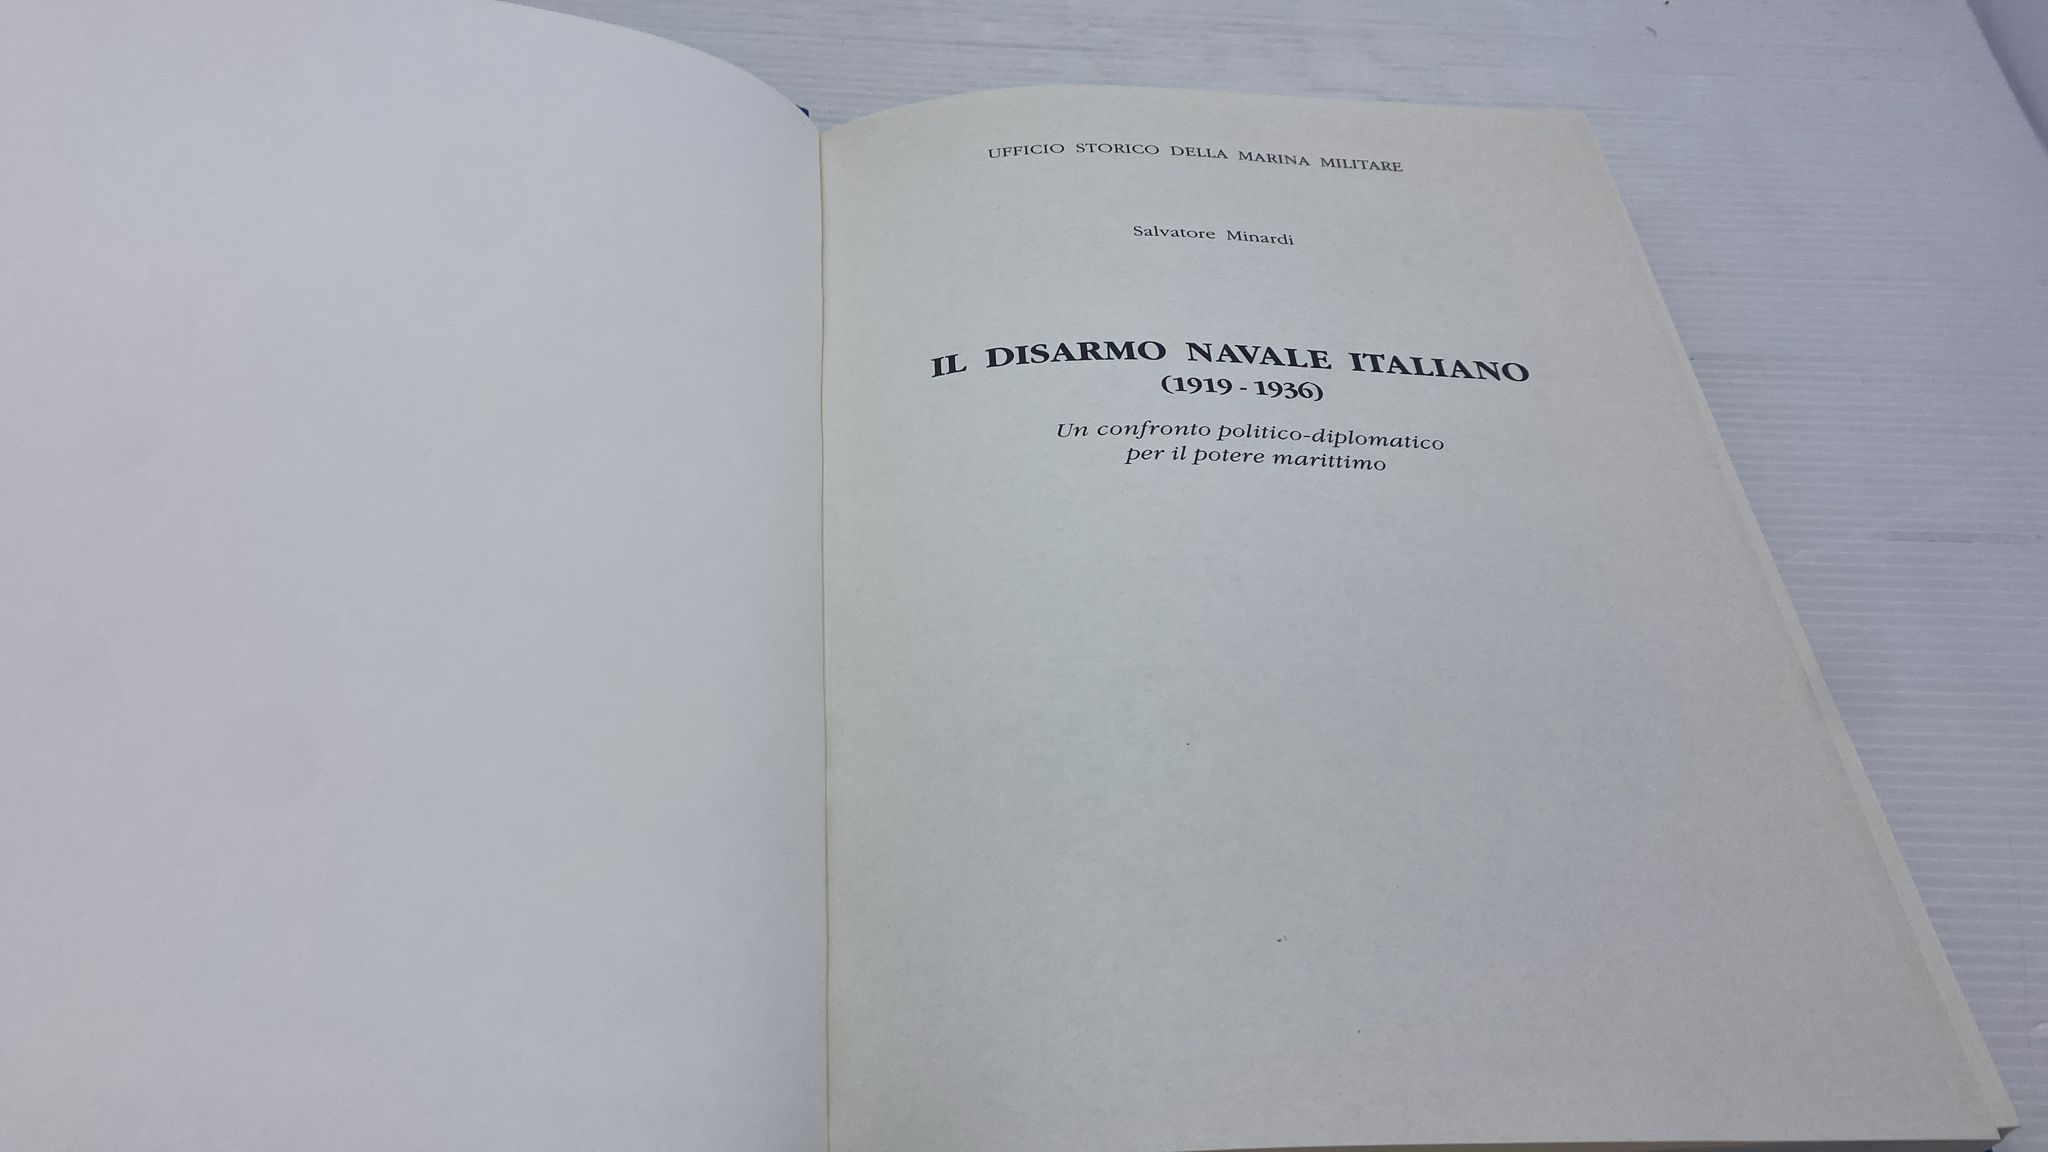 UFFICIO STORICO DELLA MARINA MILITARE
Salvatore Minardi
IL DISARMO NAVALE ITALIANO
(1919 - 1936)
Un confronto politico-diplomatico
per il potere marittimo